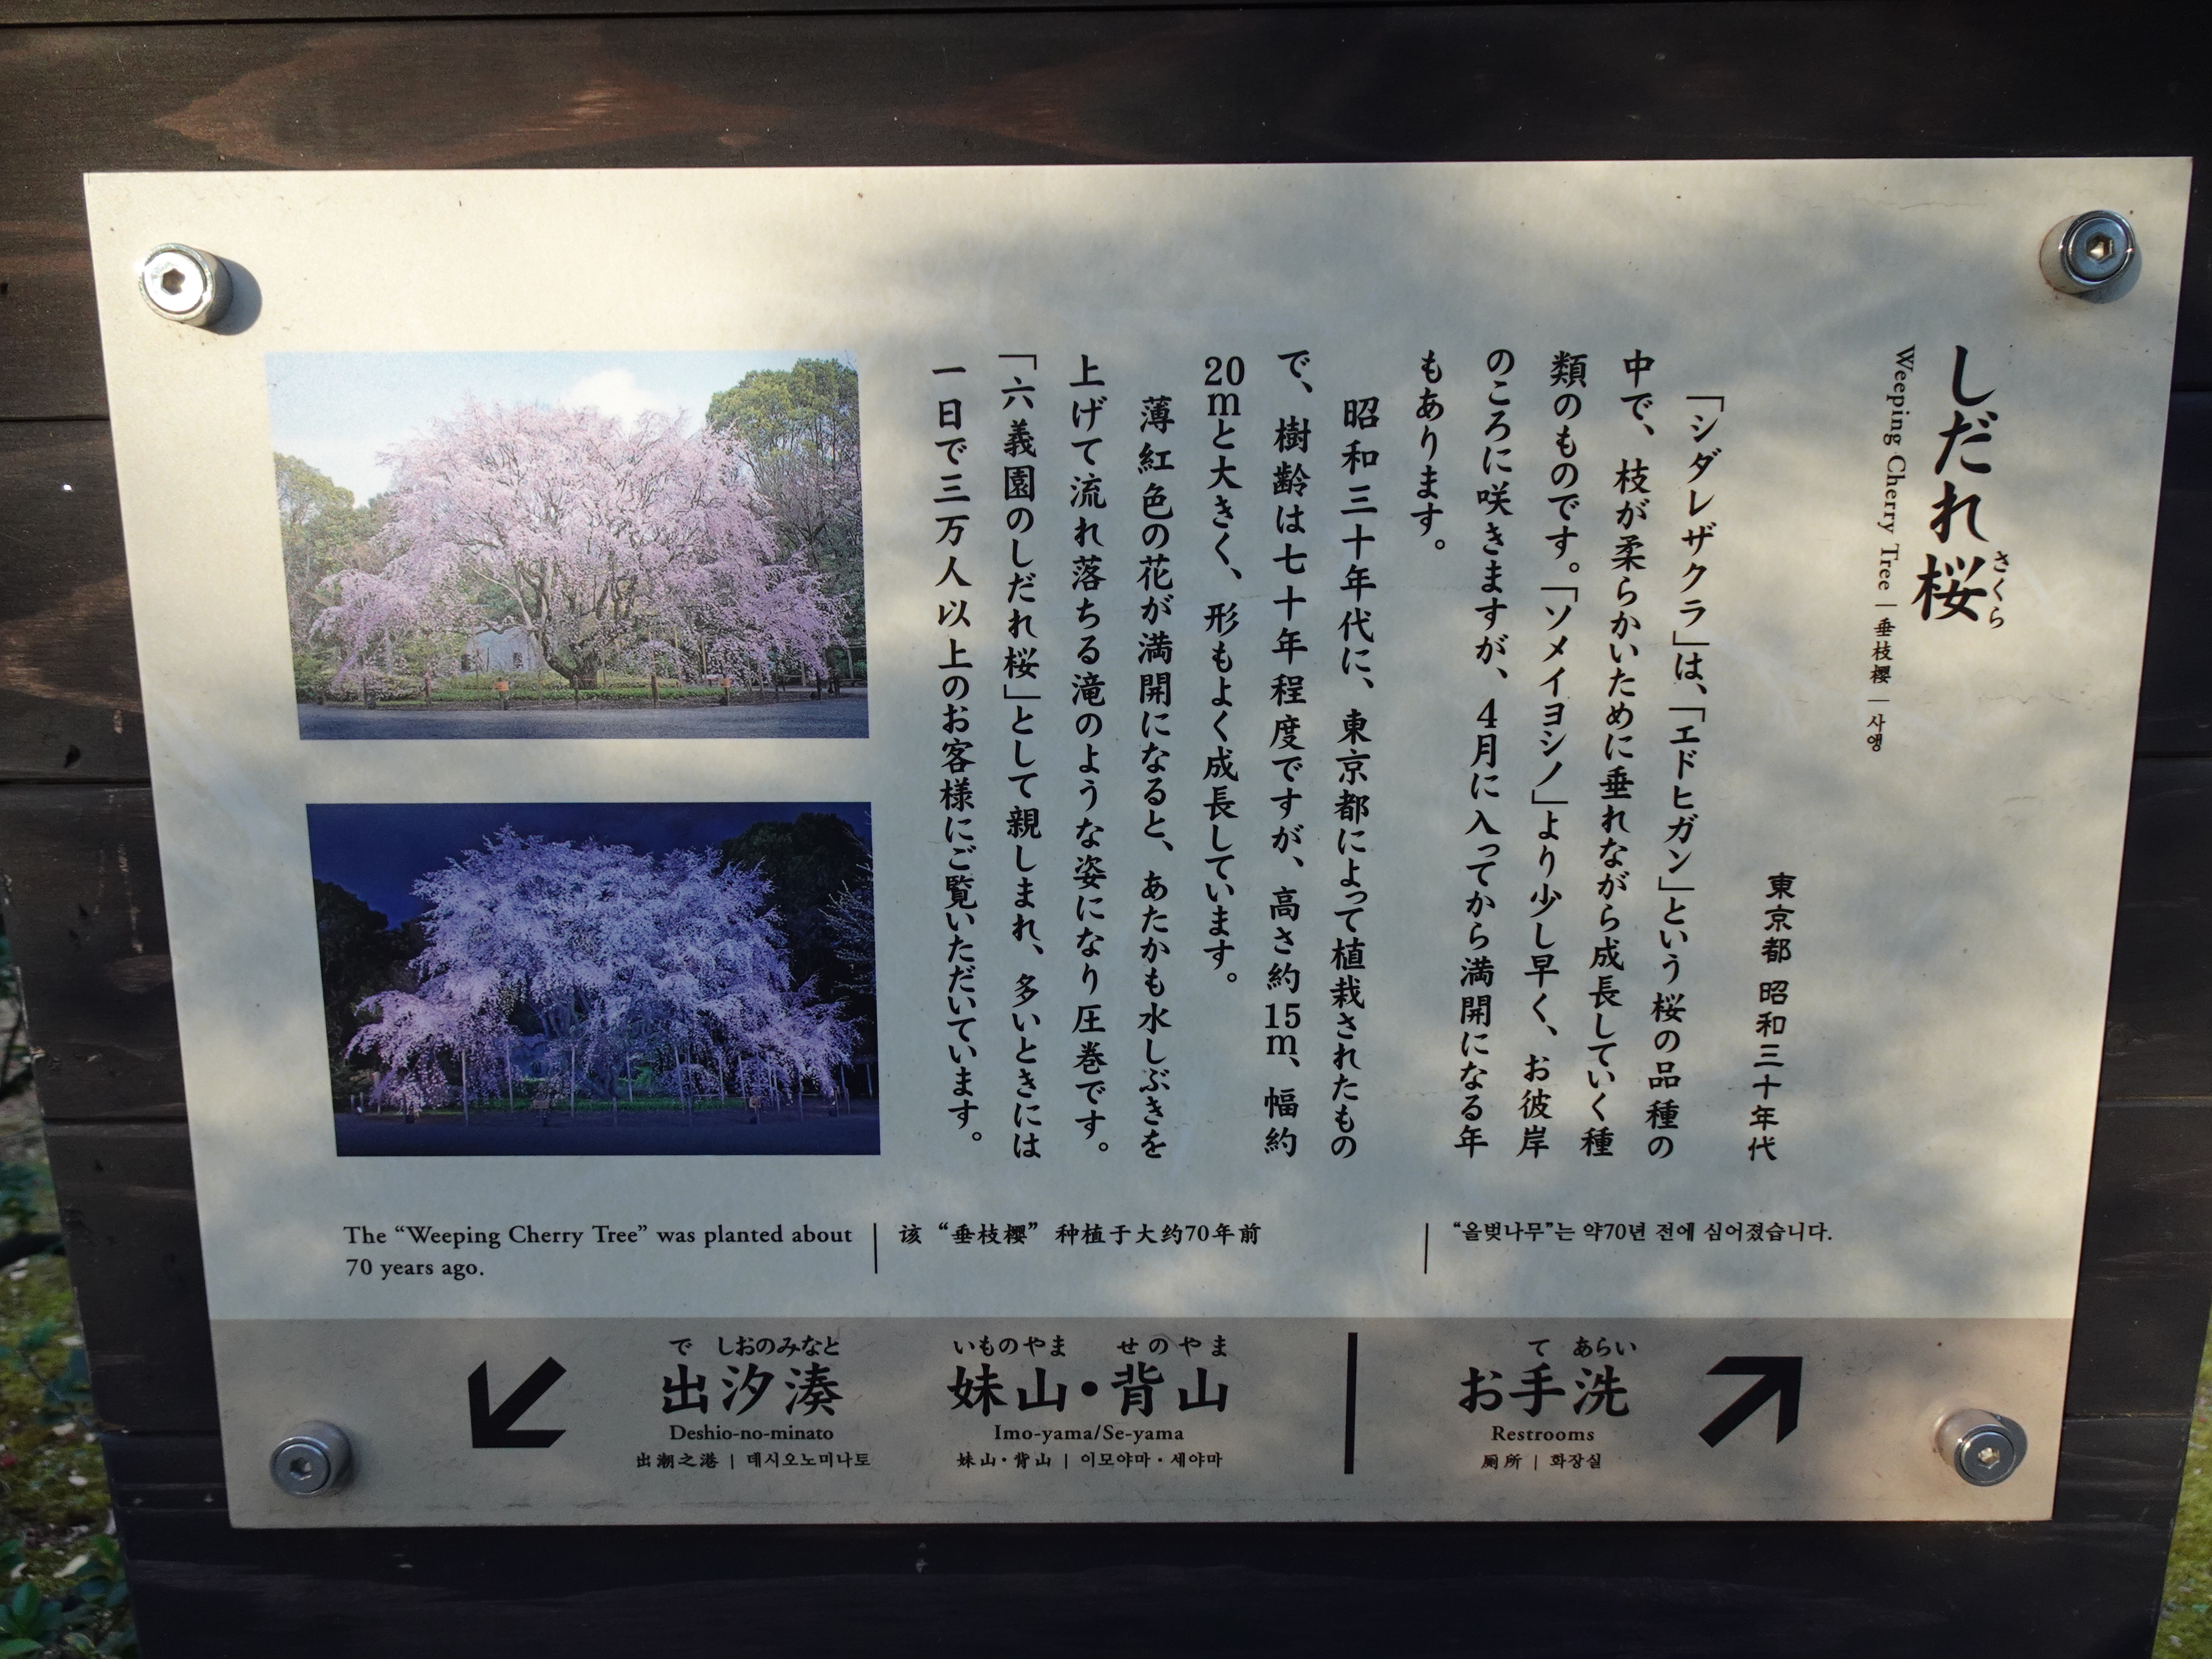 しだれ桜
さくら
Weeping Cherry Tree | 垂枝櫻 | 사앵
東京都 昭和三十年代
「シダレザクラ」は、「エドヒガン」という桜の品種の
中で、枝が柔らかいために垂れながら成長していく種
類のものです。「ソメイヨシノ」より少し早く、お彼岸
のころに咲きますが、4月に入ってから満開になる年
もあります。
昭和三十年代に、東京都によって植栽されたもの
で、樹齢は七十年程度ですが、高さ約15m、幅約
20mと大きく、形もよく成長しています。
薄紅色の花が満開になると、あたかも水しぶきを
上げて流れ落ちる滝のような姿になり圧巻です。
「六義園のしだれ桜」として親しまれ、多いときには
一日で三万人以上のお客様にご覧いただいています。
The “Weeping Cherry Tree” was planted about
70 years ago.
该“垂枝櫻”种植于大约70年前
“올벚나무”는 약70년 전에 심어졌습니다.
で しおのみなと
出汐湊
Deshio-no-minato
出潮之港 | 데시오노미나토
いものやま せのやま
妹山・背山
Imo-yama/Se-yama
妹山・背山 | 이모야마・세야마
て あらい
お手洗
Restrooms
厕所 | 화장실